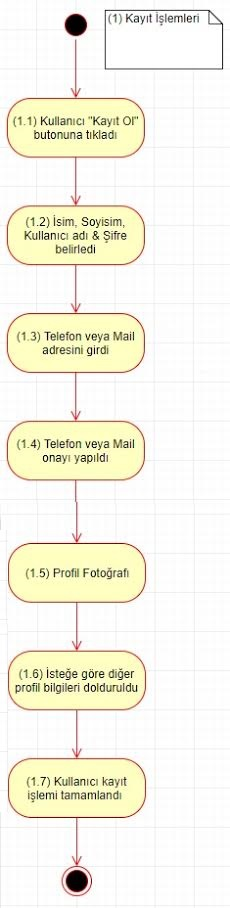 (1) Kayıt İşlemleri
(1.1) Kullanıcı "Kayıt Ol"
butonuna tıkladı
(1.2) İsim, Soyisim,
Kullanıcı adı & Şifre
belirledi
(1.3) Telefon veya Mail
adresini girdi
(1.4) Telefon veya Mail
onayı yapıldı
(1.5) Profil Fotoğrafı
(1.6) İsteğe göre diğer
profil bilgileri dolduruldu
(1.7) Kullanıcı kayıt
işlemi tamamlandı